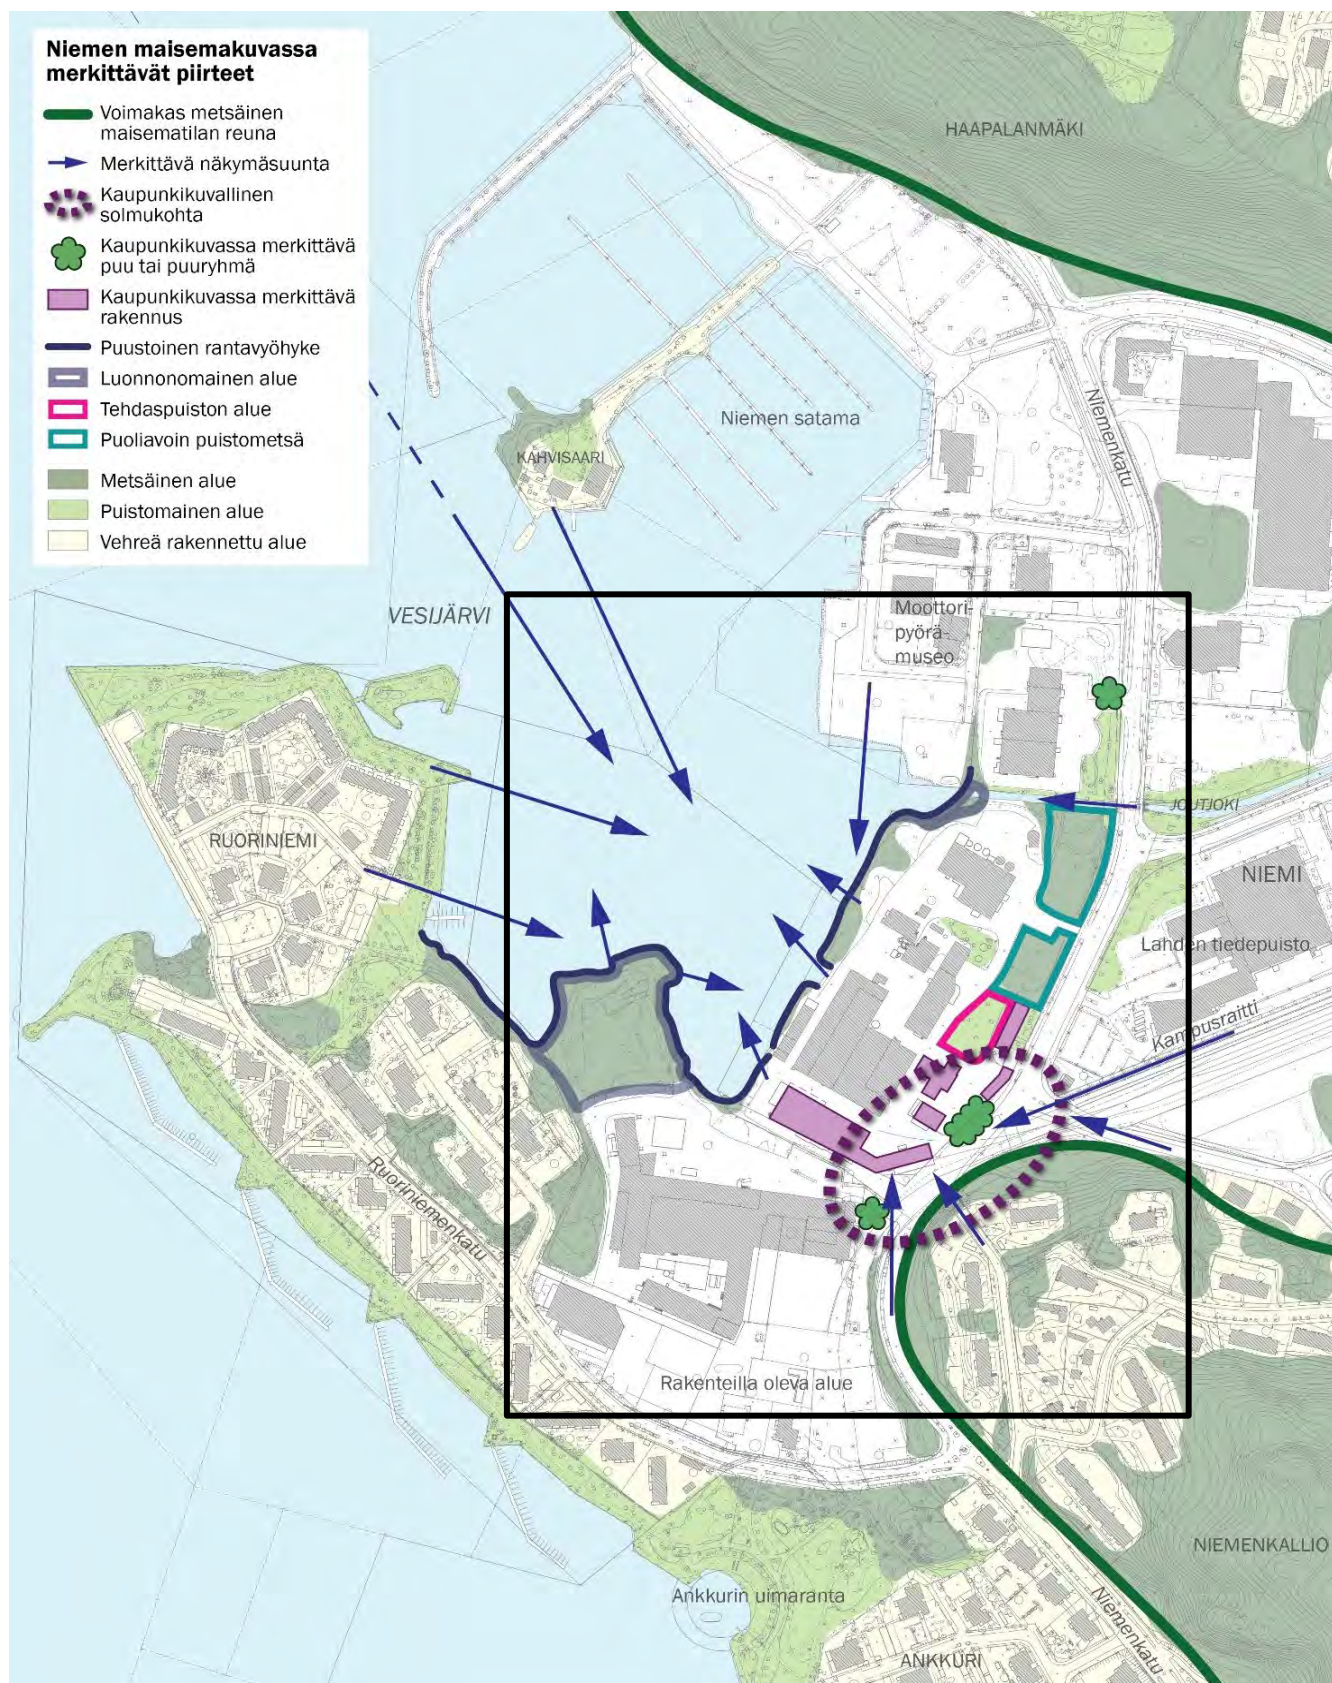 Niemen maisemakuvassa
merkittävät piirteet
Voimakas metsäinen
maisematilan reuna
Merkittävä näkymäsuunta
Kaupunkikuvallinen
solmukohta
Kaupunkikuvassa merkittävä
puu tai puuryhmä
Kaupunkikuvassa merkittävä
rakennus
Puustoinen rantavyöhyke
Luonnonomainen alue
Tehdaspuiston alue
Puoliavoin puistometsä
Metsäinen alue
Puistomainen alue
Vehreä rakennettu alue
HAAPALANMÄKI
Niemenkatu
Niemen satama
KAHVISAARI
VESIJÄRVI
Moottori-
pyörä-
museo
JOUTJOKI
RUORINIEMI
NIEMI
Lahden tiedepuisto
Kampusraitti
Ruoriniemenkatu
Rakenteilla oleva alue
NIEMENKALLIO
Ankkurin uimaranta
Niemenkatu
ANKKURI